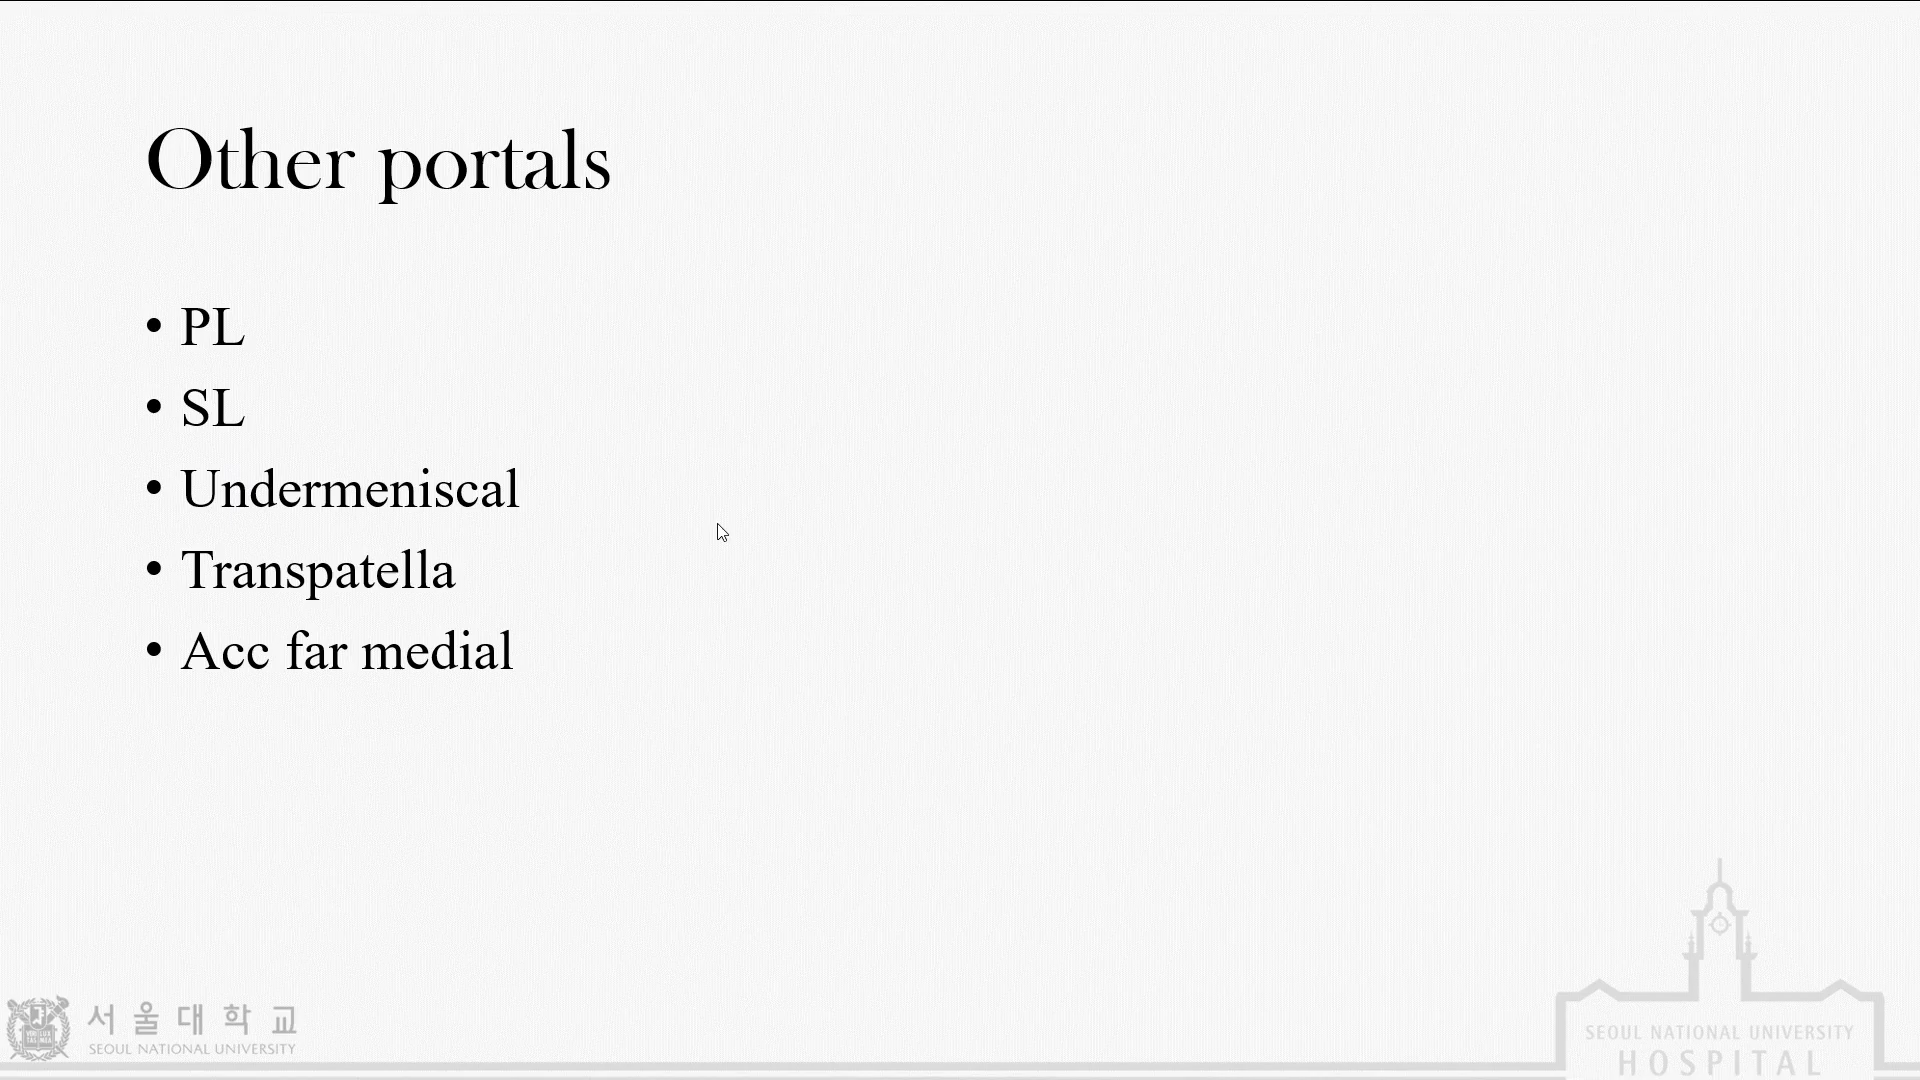 Other portals
• PL
• SL
• Undermeniscal
• Transpatella
• Acc far medial
서울대학교
SEOUL NATIONAL UNIVERSITY
SEOUL NATIONAL UNIVERSITY
HOSPITAL